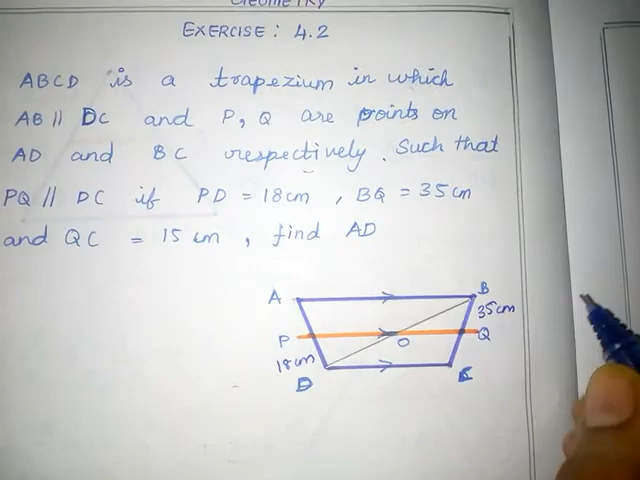 GEOMETRY
EXERCISE: 4.2
ABCD is a trapezium in which
AB || DC and P, Q are points on
AD and BC respectively. Such that
PQ // DC if PD = 18cm, BQ = 35cm
and QC = 15 cm, find AD
A B
35cm
P O Q
18cm
D C